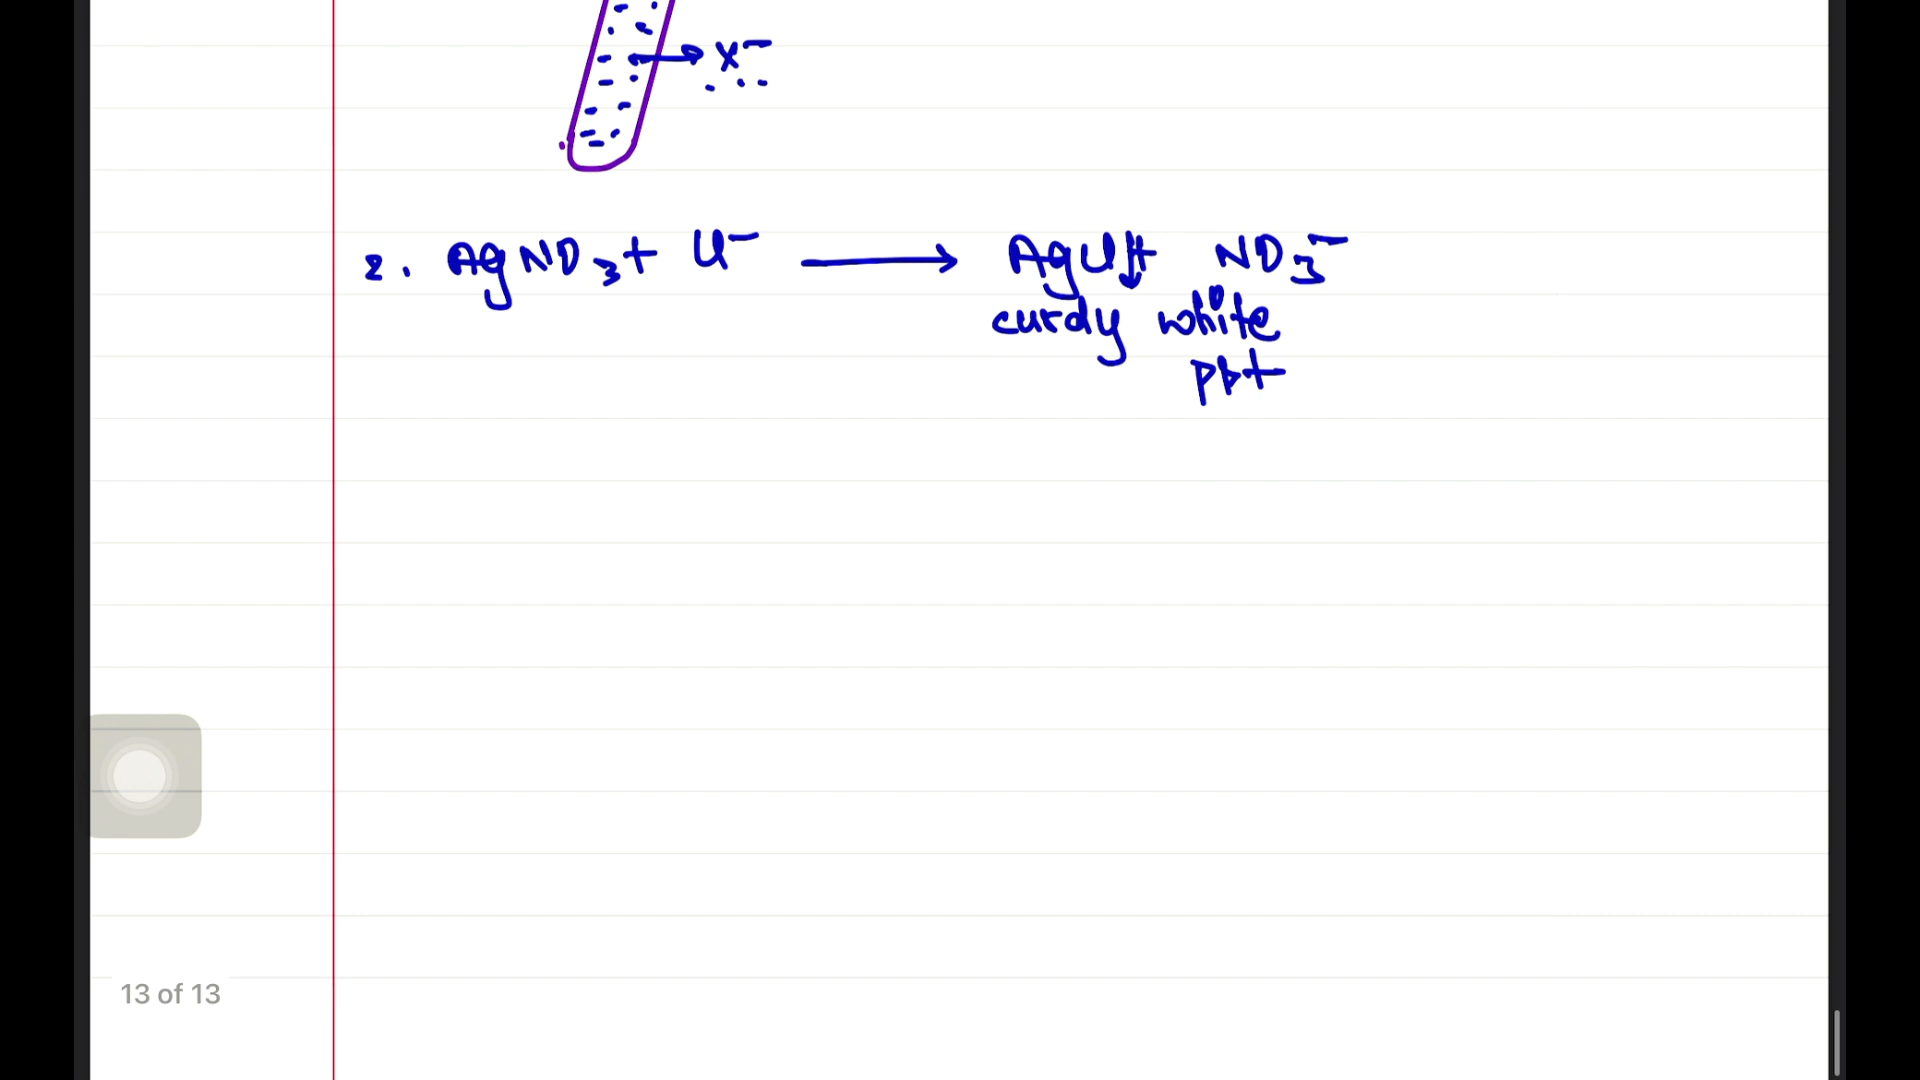 X⁻
2. AgNO₃ + Cl⁻ ⟶ AgCl↓ + NO₃⁻
curdy white
ppt
13 of 13